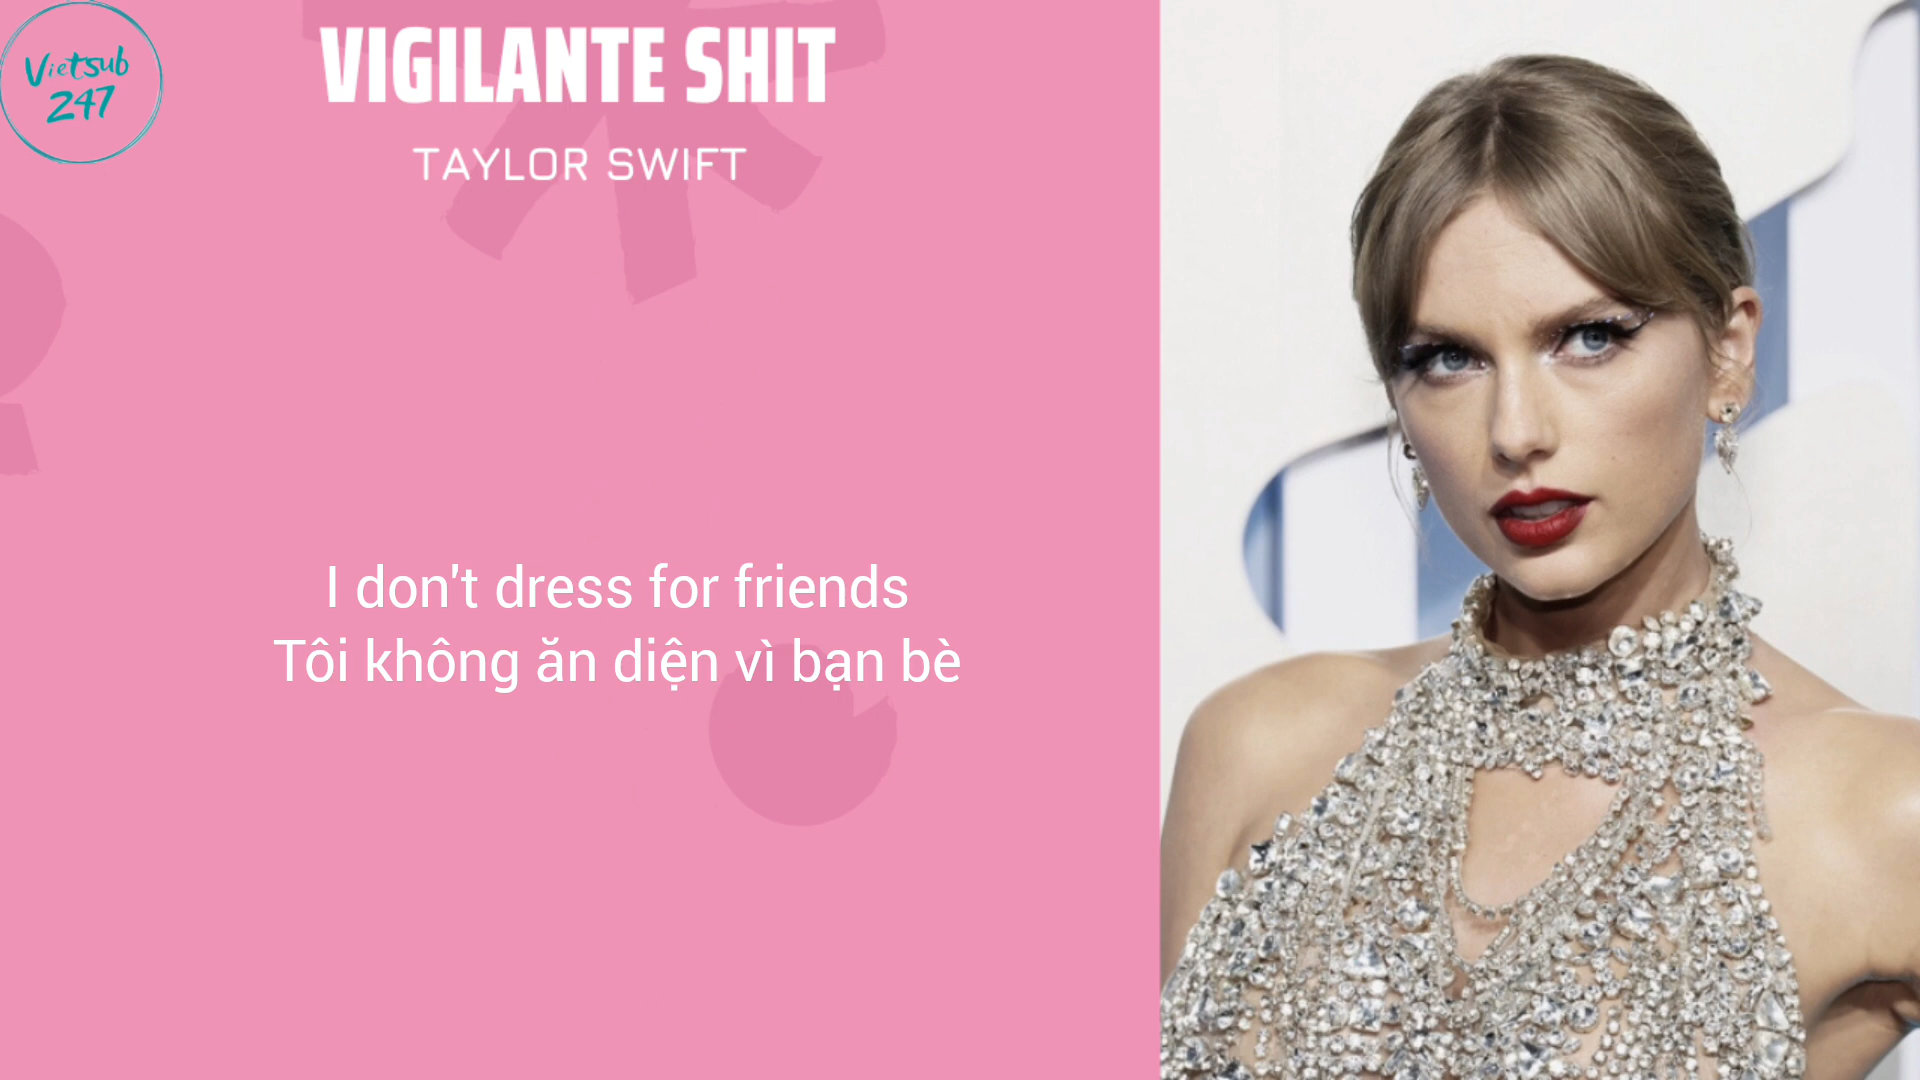 Vietsub
247
VIGILANTE SHIT
TAYLOR SWIFT
I don't dress for friends
Tôi không ăn diện vì bạn bè